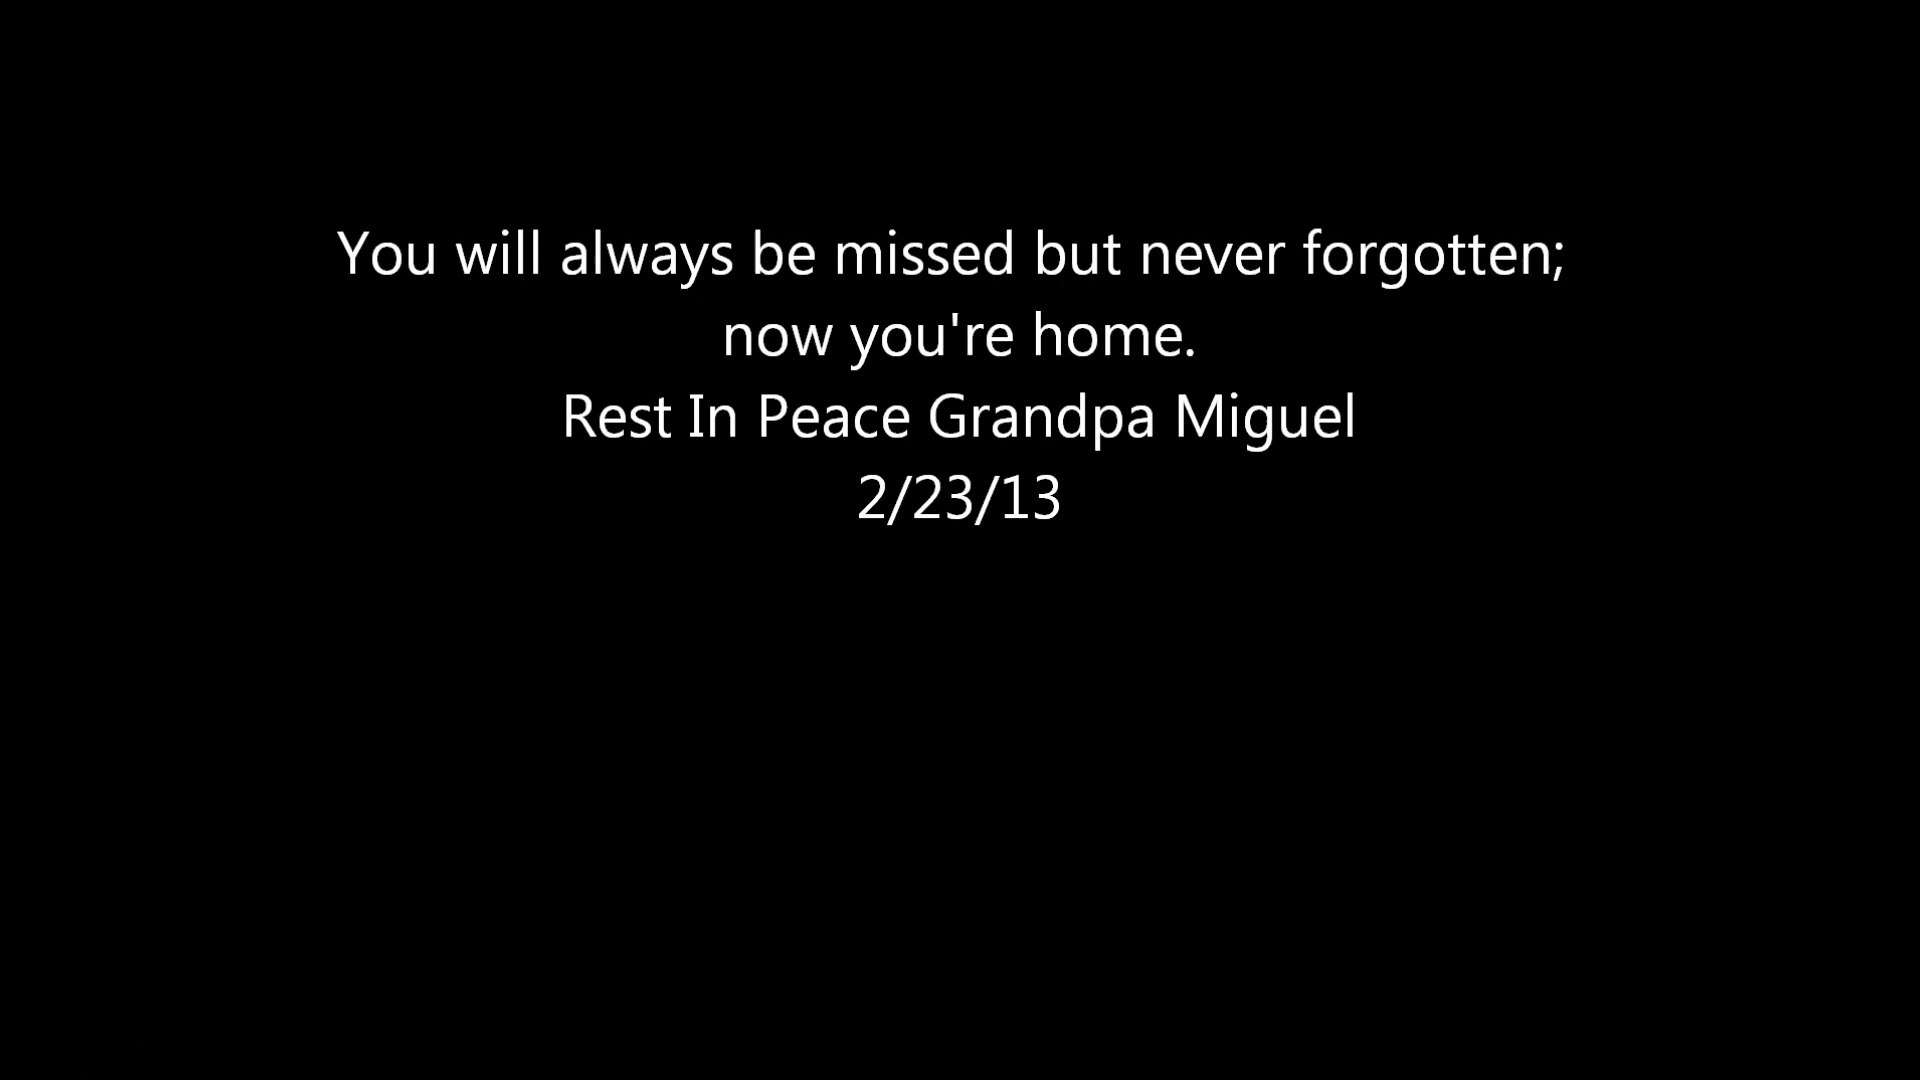 You will always be missed but never forgotten;
now you're home.
Rest In Peace Grandpa Miguel
2/23/13